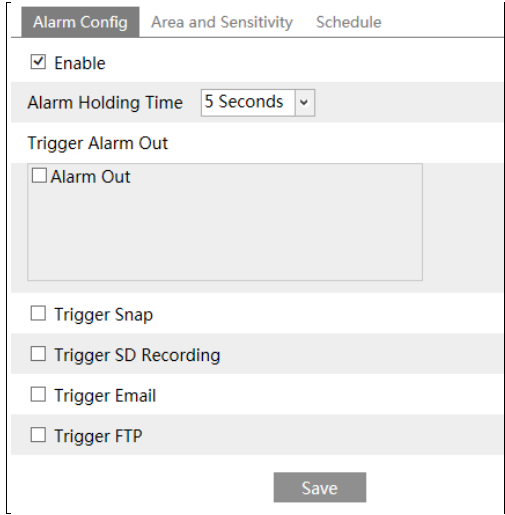 Alarm Config Area and Sensitivity Schedule
Enable
Alarm Holding Time 5 Seconds
Trigger Alarm Out
Alarm Out
Trigger Snap
Trigger SD Recording
Trigger Email
Trigger FTP
Save